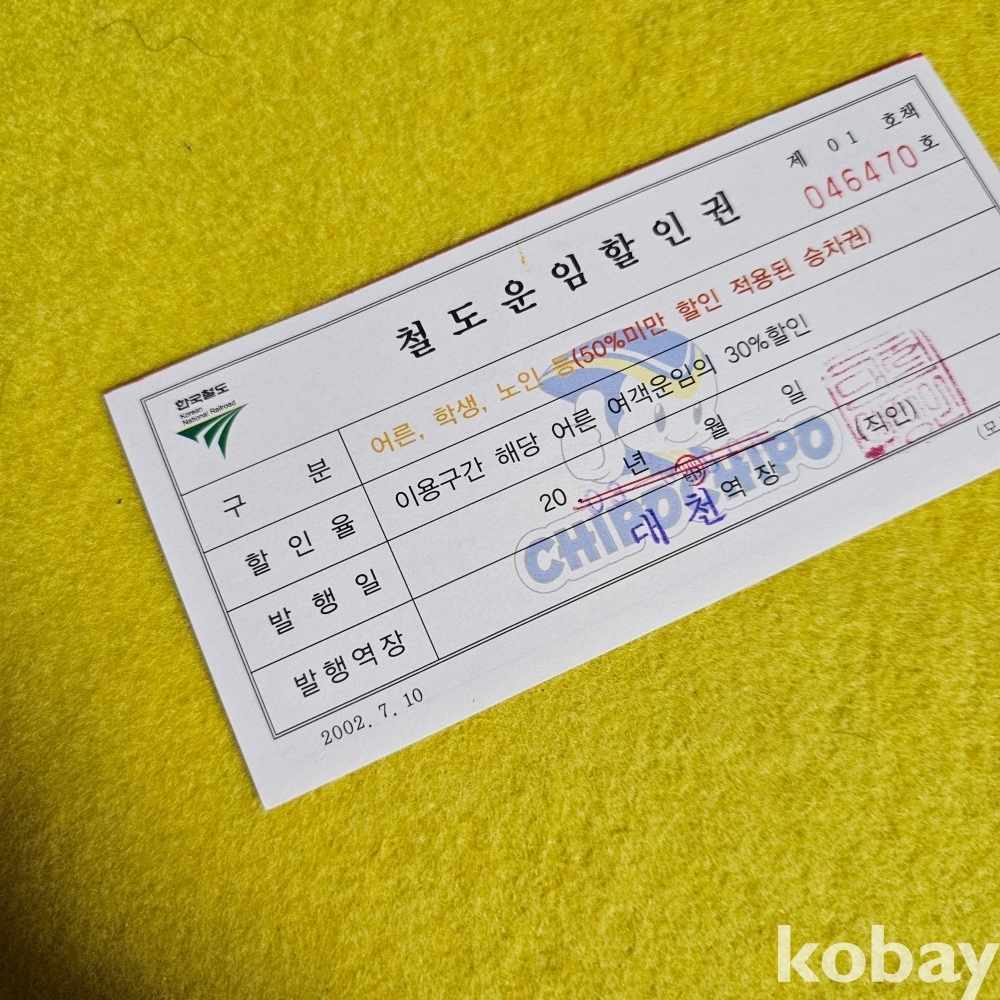 제 01 호책
046470호
철도운임할인권
한국철도
Korean
National Railroad
구 분
어른, 학생, 노인 등(50%미만 할인 적용된 승차권)
할 인 율
이용구간 해당 어른 여객운임의 30%할인
발 행 일
20 . 년 월 일
발행역장
대천역장 (직인)
CHIPOCHIPO
2002. 7. 10
kobay